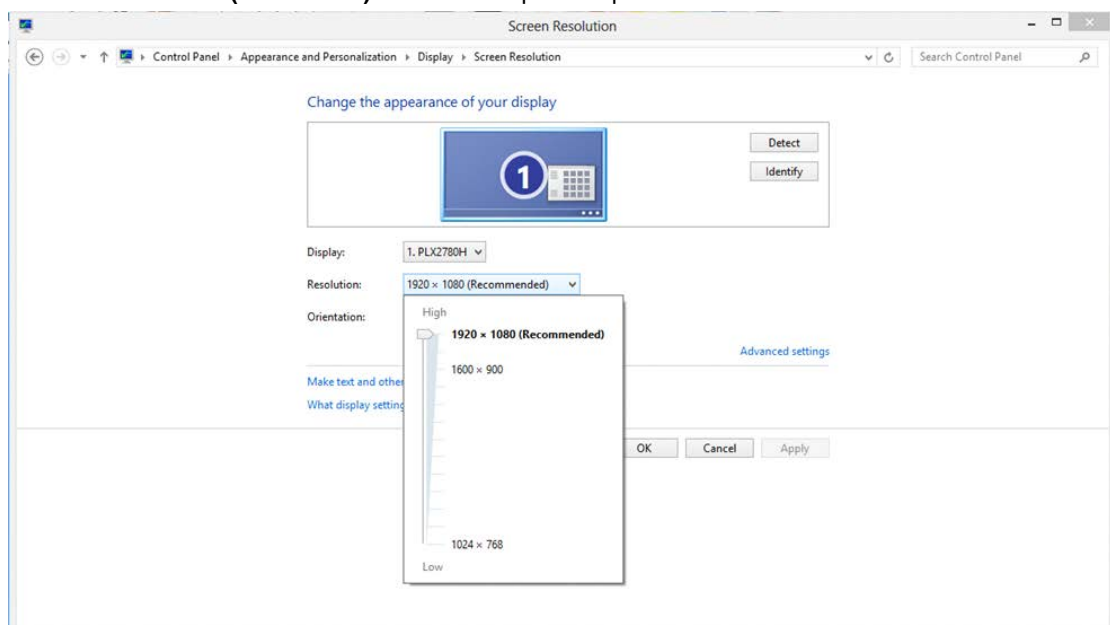 Screen Resolution
Control Panel Appearance and Personalization Display Screen Resolution
Search Control Panel
Change the appearance of your display
1
Detect
Identify
Display:
1. PLX2780H
Resolution:
1920 × 1080 (Recommended)
Orientation:
High
1920 × 1080 (Recommended)
1600 × 900
1024 × 768
Low
Advanced settings
Make text and other
What display setting
OK
Cancel
Apply